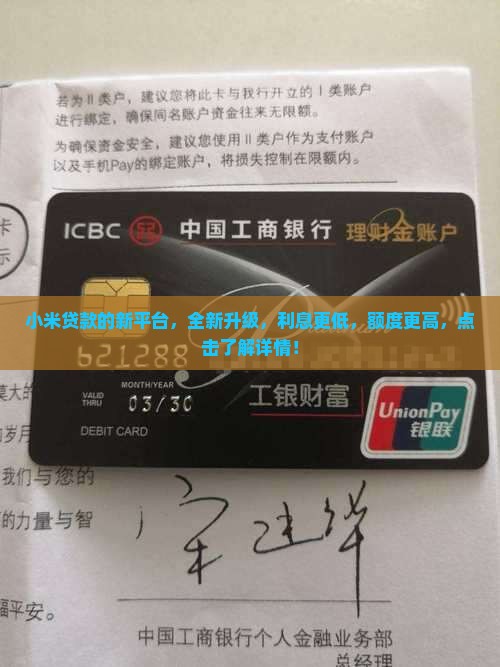 若为Ⅱ类户，建议您将此卡与我行开立的Ⅰ类账户
进行绑定，确保同名账户资金往来无限额。
为确保资金安全，建议您使用Ⅱ类户作为支付账户
以及手机Pay的绑定账户，将损失控制在限额内。
卡
示
ICBC 中国工商银行 理财金账户
小米贷款的新平台，全新升级，利息更低，额度更高，点
击了解详情！
621288
VALID
THRU
MONTH/YEAR
03/30
DEBIT CARD
工银财富
UnionPay
银联
莫大的
的岁月
我们与您的
的力量与智
福平安。
中国工商银行个人金融业务部
总经理